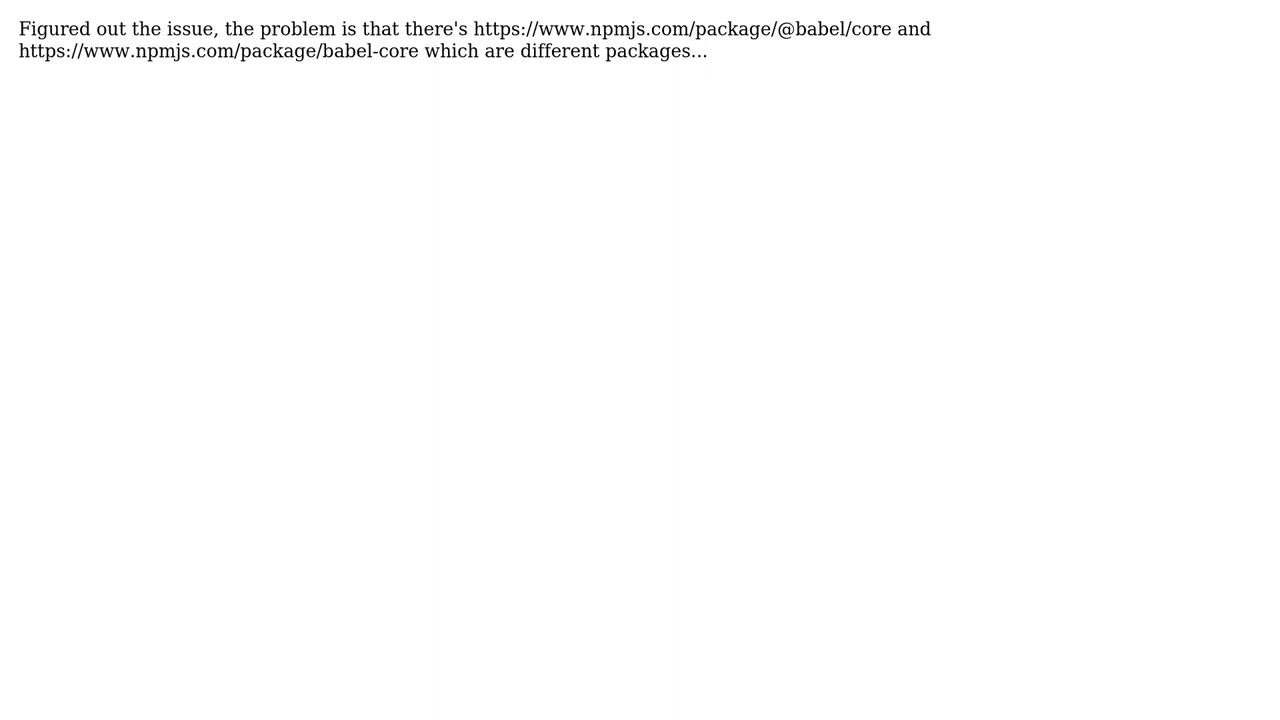 Figured out the issue, the problem is that there's https://www.npmjs.com/package/@babel/core and
https://www.npmjs.com/package/babel-core which are different packages...